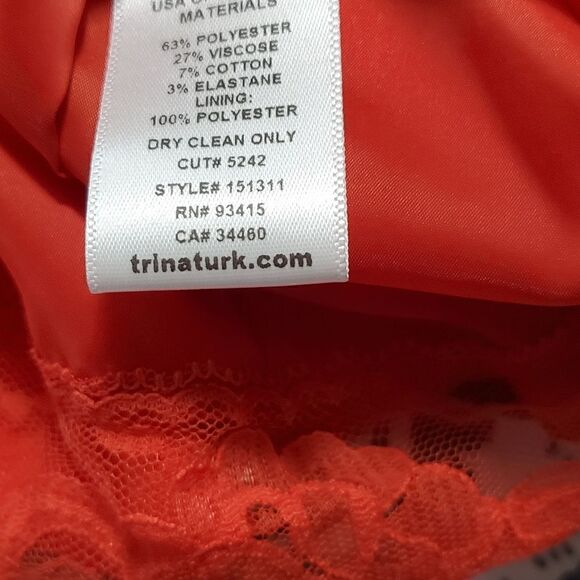 USA
MATERIALS
63% POLYESTER
27% VISCOSE
7% COTTON
3% ELASTANE
LINING:
100% POLYESTER
DRY CLEAN ONLY
CUT# 5242
STYLE# 151311
RN# 93415
CA# 34460
trinaturk.com